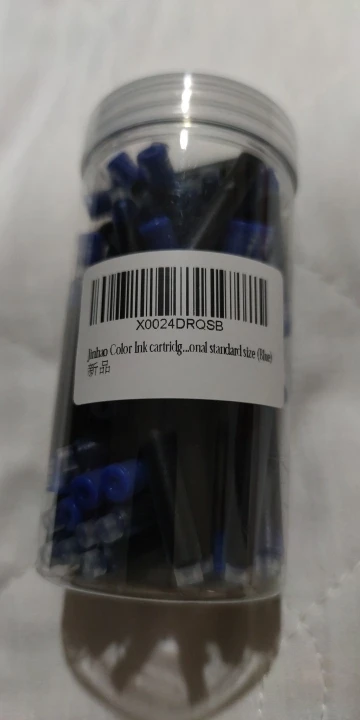 X0024DRQSB
Jinhao Color Ink cartridg...onal standard size (Blue)
新品